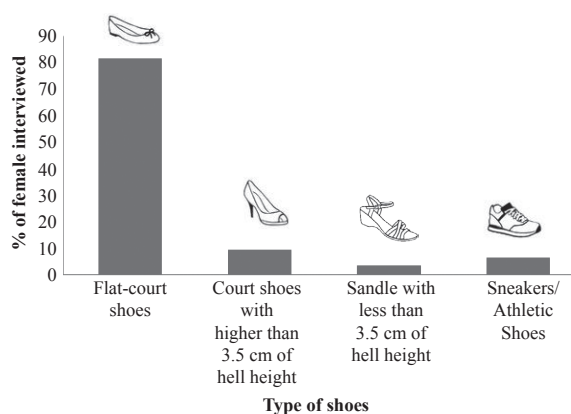 % of female interviewed
90
80
70
60
50
40
30
20
10
0
Flat-court
shoes
Court shoes
with
higher than
3.5 cm of
hell height
Sandle with
less than
3.5 cm of
hell height
Sneakers/
Athletic
Shoes
Type of shoes